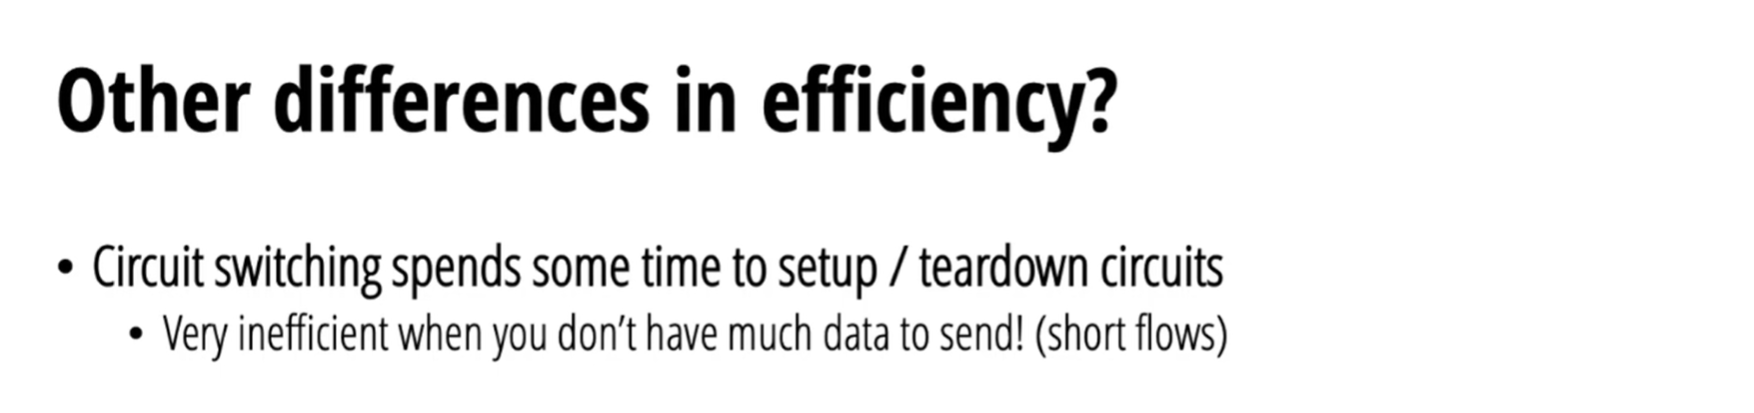 Other differences in efficiency?
• Circuit switching spends some time to setup / teardown circuits
• Very inefficient when you don’t have much data to send! (short flows)